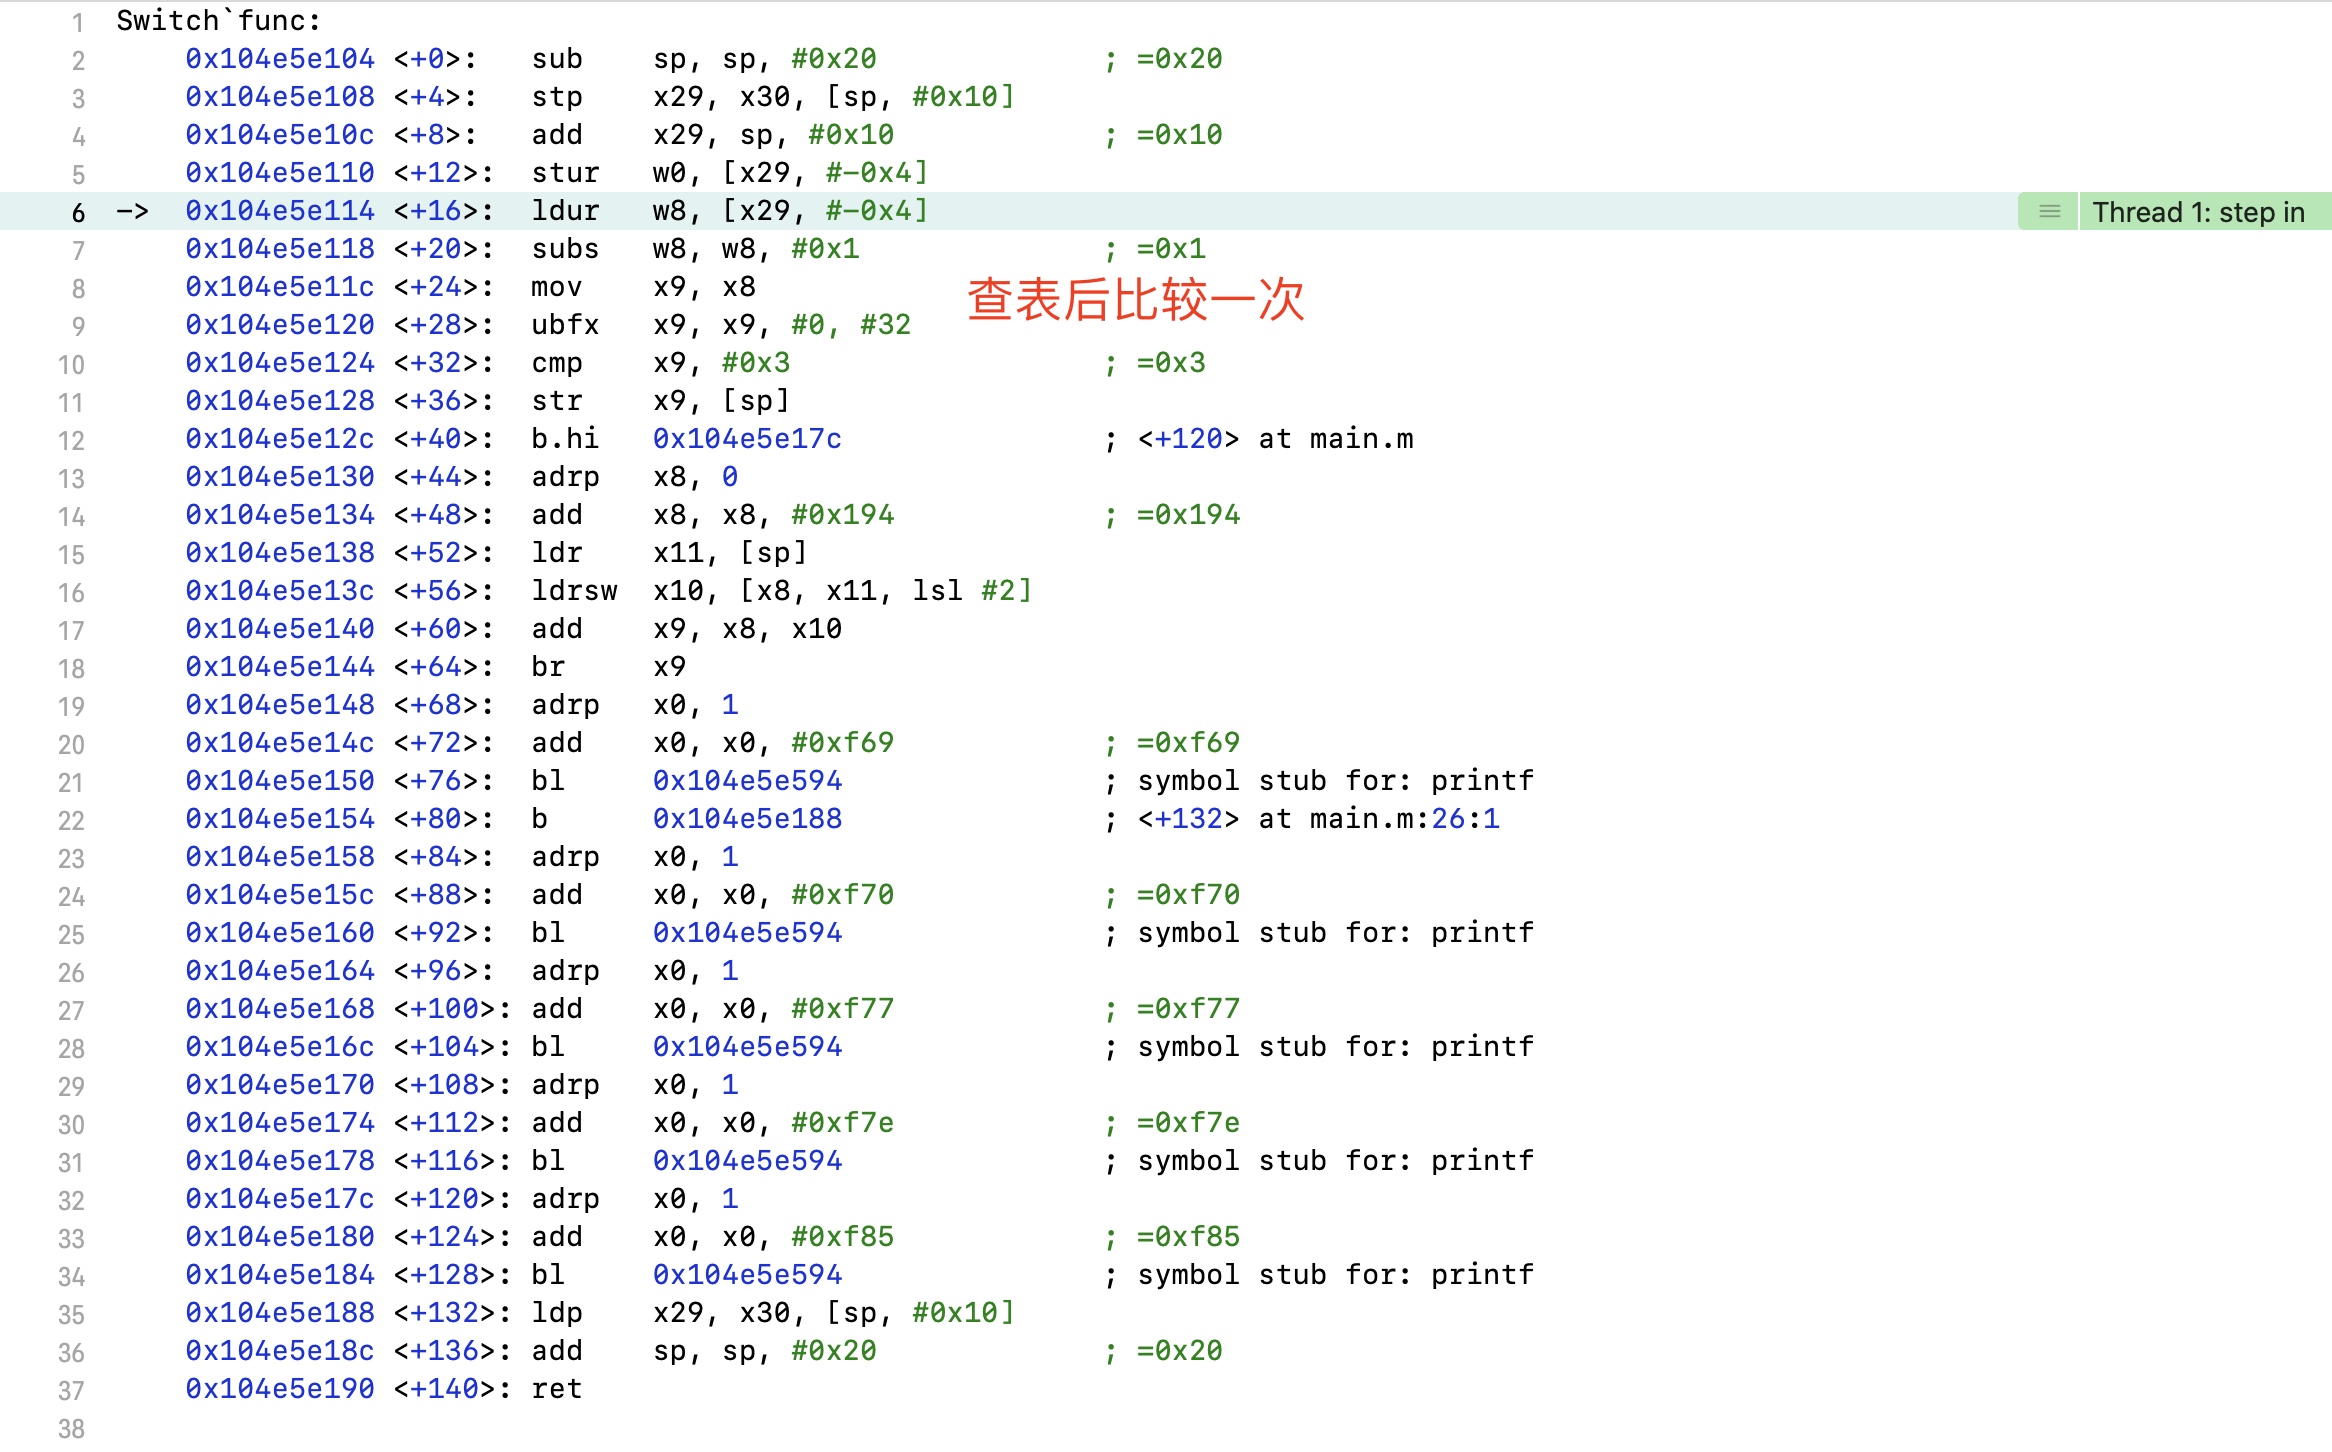 1 Switch`func:
2 0x104e5e104 <+0>: sub sp, sp, #0x20 ; =0x20
3 0x104e5e108 <+4>: stp x29, x30, [sp, #0x10]
4 0x104e5e10c <+8>: add x29, sp, #0x10 ; =0x10
5 0x104e5e110 <+12>: stur w0, [x29, #-0x4]
6 -> 0x104e5e114 <+16>: ldur w8, [x29, #-0x4] Thread 1: step in
7 0x104e5e118 <+20>: subs w8, w8, #0x1 ; =0x1
8 0x104e5e11c <+24>: mov x9, x8
查表后比较一次
9 0x104e5e120 <+28>: ubfx x9, x9, #0, #32
10 0x104e5e124 <+32>: cmp x9, #0x3 ; =0x3
11 0x104e5e128 <+36>: str x9, [sp]
12 0x104e5e12c <+40>: b.hi 0x104e5e17c ; <+120> at main.m
13 0x104e5e130 <+44>: adrp x8, 0
14 0x104e5e134 <+48>: add x8, x8, #0x194 ; =0x194
15 0x104e5e138 <+52>: ldr x11, [sp]
16 0x104e5e13c <+56>: ldrsw x10, [x8, x11, lsl #2]
17 0x104e5e140 <+60>: add x9, x8, x10
18 0x104e5e144 <+64>: br x9
19 0x104e5e148 <+68>: adrp x0, 1
20 0x104e5e14c <+72>: add x0, x0, #0xf69 ; =0xf69
21 0x104e5e150 <+76>: bl 0x104e5e594 ; symbol stub for: printf
22 0x104e5e154 <+80>: b 0x104e5e188 ; <+132> at main.m:26:1
23 0x104e5e158 <+84>: adrp x0, 1
24 0x104e5e15c <+88>: add x0, x0, #0xf70 ; =0xf70
25 0x104e5e160 <+92>: bl 0x104e5e594 ; symbol stub for: printf
26 0x104e5e164 <+96>: adrp x0, 1
27 0x104e5e168 <+100>: add x0, x0, #0xf77 ; =0xf77
28 0x104e5e16c <+104>: bl 0x104e5e594 ; symbol stub for: printf
29 0x104e5e170 <+108>: adrp x0, 1
30 0x104e5e174 <+112>: add x0, x0, #0xf7e ; =0xf7e
31 0x104e5e178 <+116>: bl 0x104e5e594 ; symbol stub for: printf
32 0x104e5e17c <+120>: adrp x0, 1
33 0x104e5e180 <+124>: add x0, x0, #0xf85 ; =0xf85
34 0x104e5e184 <+128>: bl 0x104e5e594 ; symbol stub for: printf
35 0x104e5e188 <+132>: ldp x29, x30, [sp, #0x10]
36 0x104e5e18c <+136>: add sp, sp, #0x20 ; =0x20
37 0x104e5e190 <+140>: ret
38